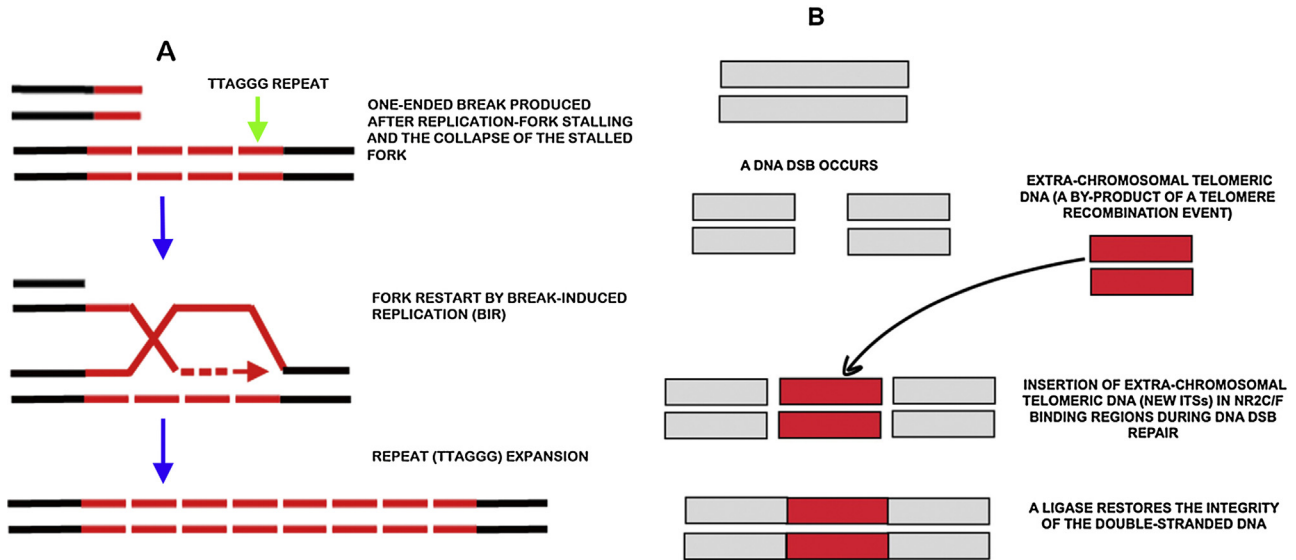 A
TTAGGG REPEAT
ONE-ENDED BREAK PRODUCED
AFTER REPLICATION-FORK STALLING
AND THE COLLAPSE OF THE STALLED
FORK
FORK RESTART BY BREAK-INDUCED
REPLICATION (BIR)
REPEAT (TTAGGG) EXPANSION
B
A DNA DSB OCCURS
EXTRA-CHROMOSOMAL TELOMERIC
DNA (A BY-PRODUCT OF A TELOMERE
RECOMBINATION EVENT)
INSERTION OF EXTRA-CHROMOSOMAL
TELOMERIC DNA (NEW ITSs) IN NR2C/F
BINDING REGIONS DURING DNA DSB
REPAIR
A LIGASE RESTORES THE INTEGRITY
OF THE DOUBLE-STRANDED DNA